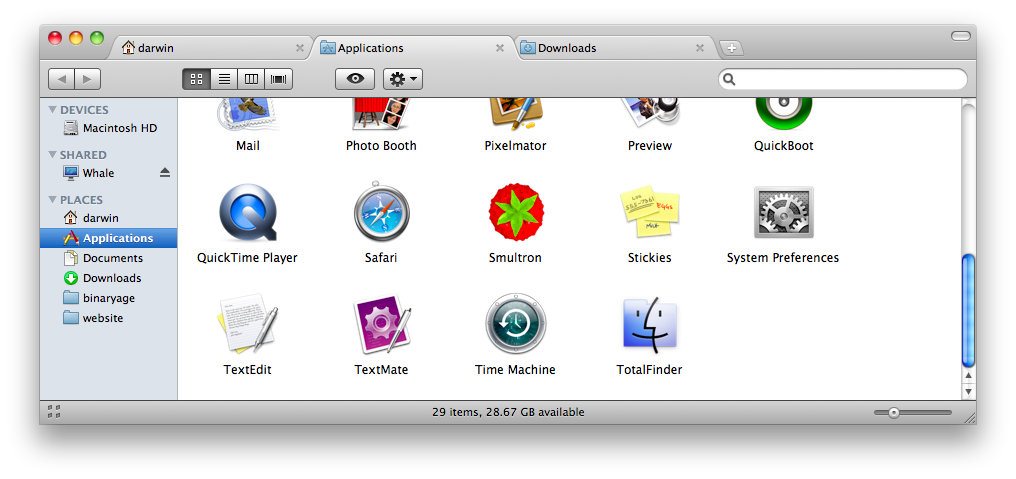 darwin
Applications
Downloads
DEVICES
Macintosh HD
SHARED
Whale
PLACES
darwin
Applications
Documents
Downloads
binaryage
website
Mail Photo Booth Pixelmator Preview QuickBoot
QuickTime Player Safari Smultron Stickies System Preferences
TextEdit TextMate Time Machine TotalFinder
29 items, 28.67 GB available